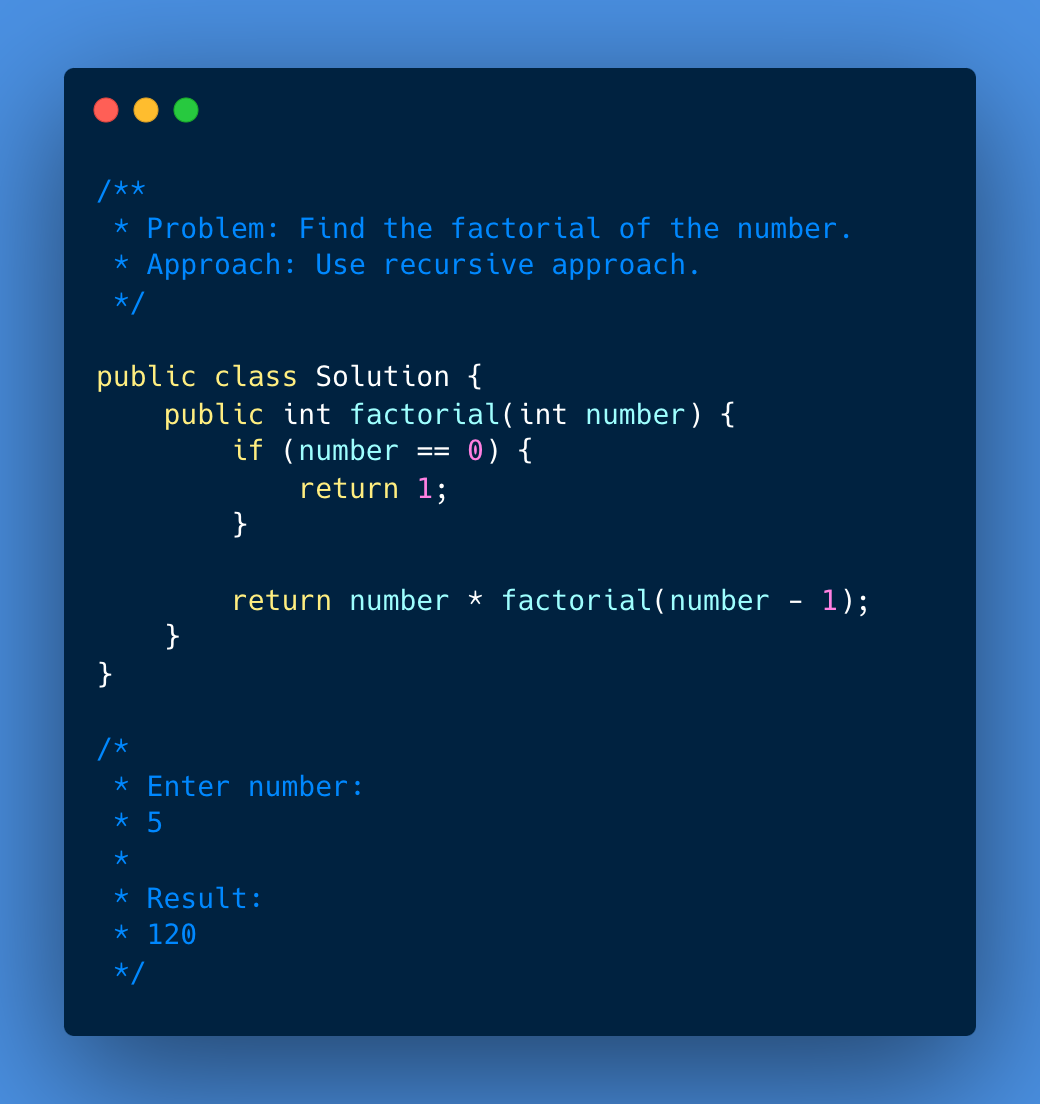 /**
 * Problem: Find the factorial of the number.
 * Approach: Use recursive approach.
 */

public class Solution {
    public int factorial(int number) {
        if (number == 0) {
            return 1;
        }

        return number * factorial(number - 1);
    }
}

/*
 * Enter number:
 * 5
 *
 * Result:
 * 120
 */